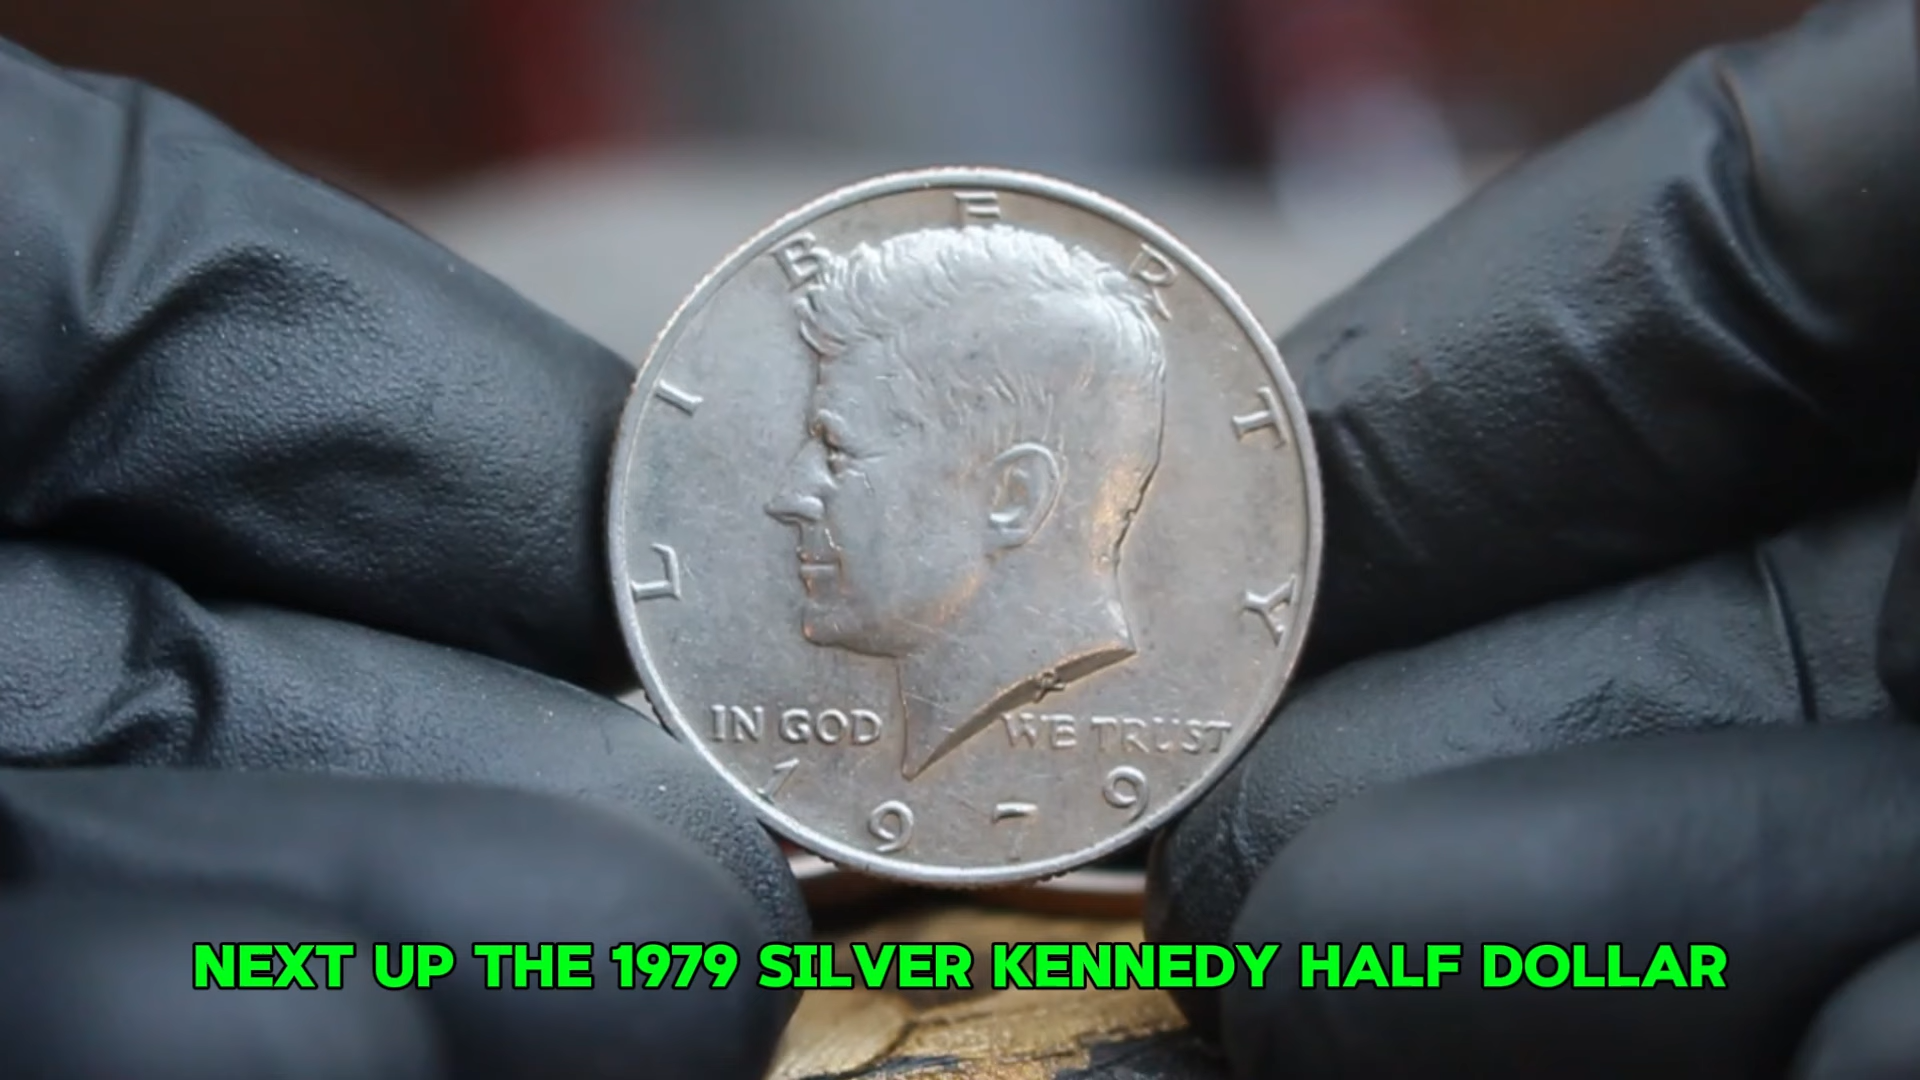 LIBERTY
IN GOD WE TRUST
1979
NEXT UP THE 1979 SILVER KENNEDY HALF DOLLAR